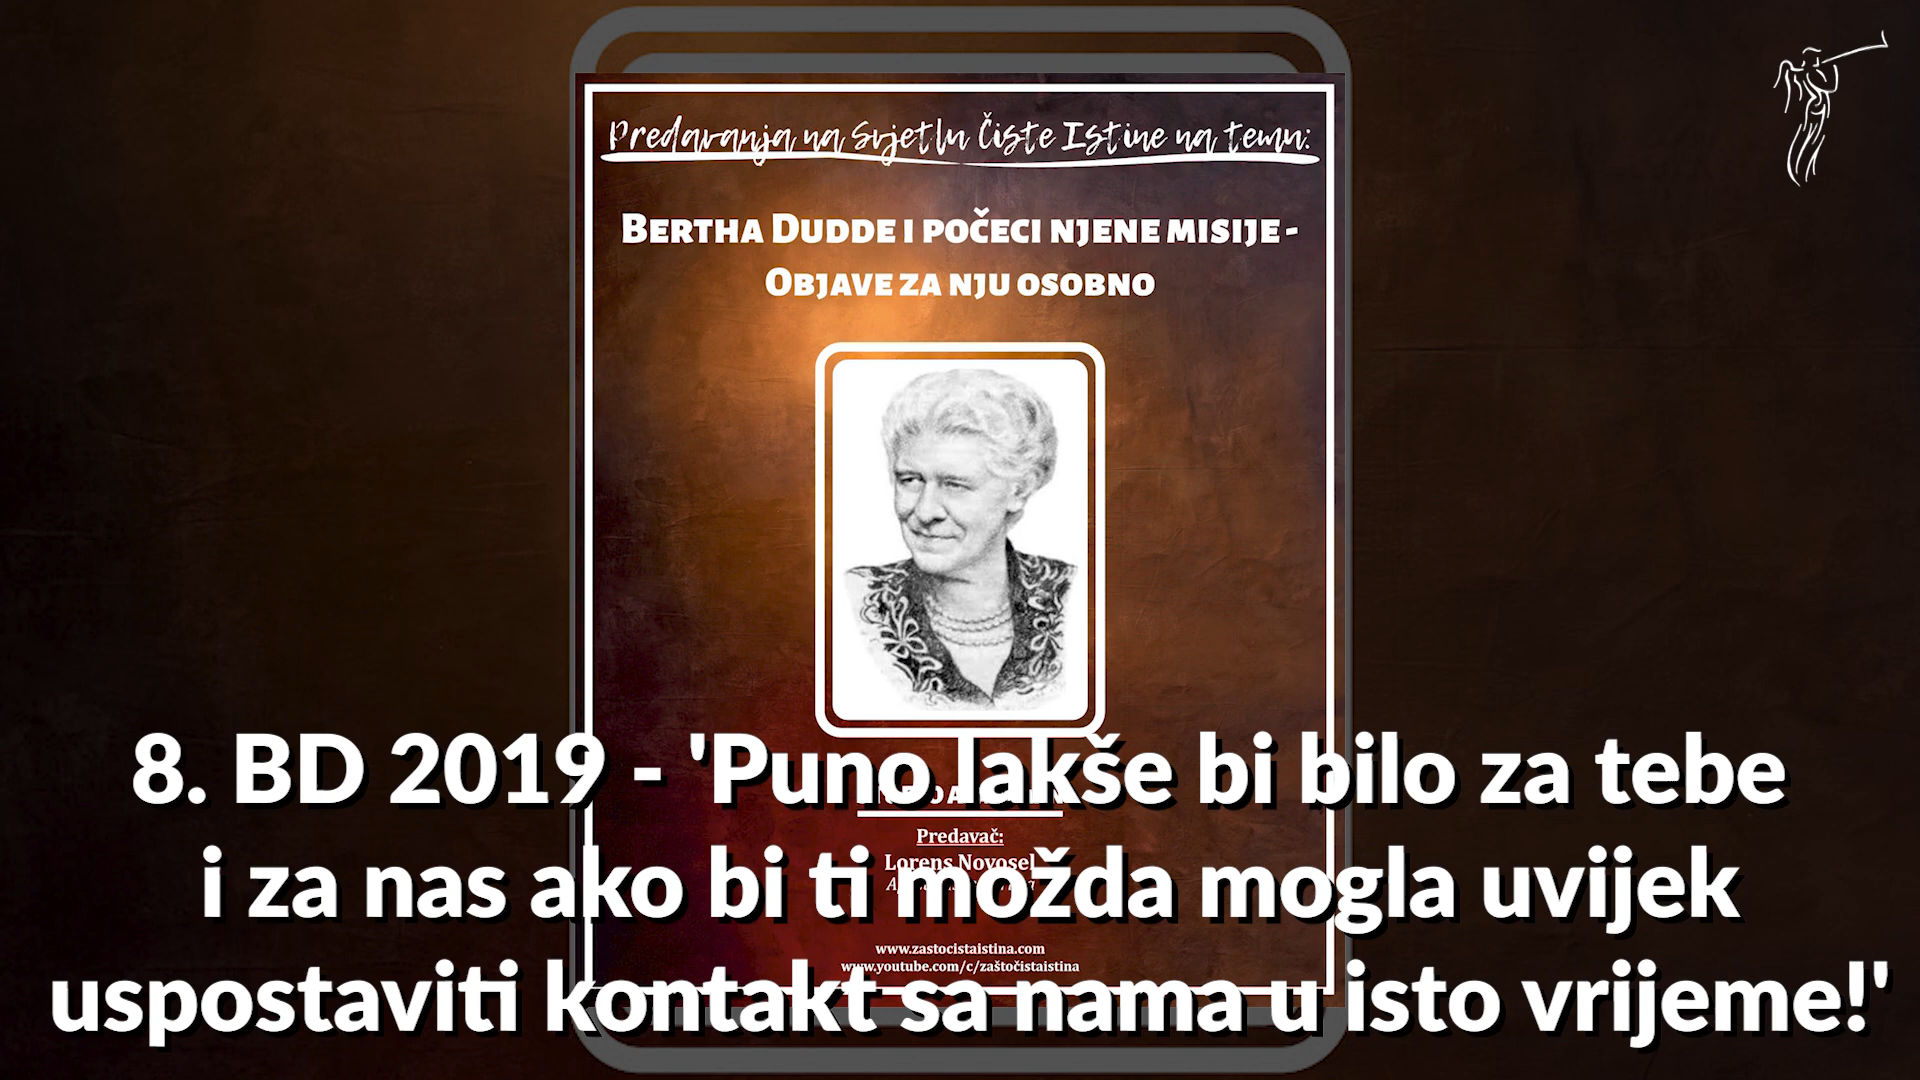 Predavanja na Svjetlu Čiste Istine na temu:
Bertha Dudde i počeci njene misije -
Objave za nju osobno
8. BD 2019 - 'Puno lakše bi bilo za tebe
Predavač:
Lorens Novosel
i za nas ako bi ti možda mogla uvijek
www.zastocistaistina.com
www.youtube.com/c/zaštočistaistina
uspostaviti kontakt sa nama u isto vrijeme!'